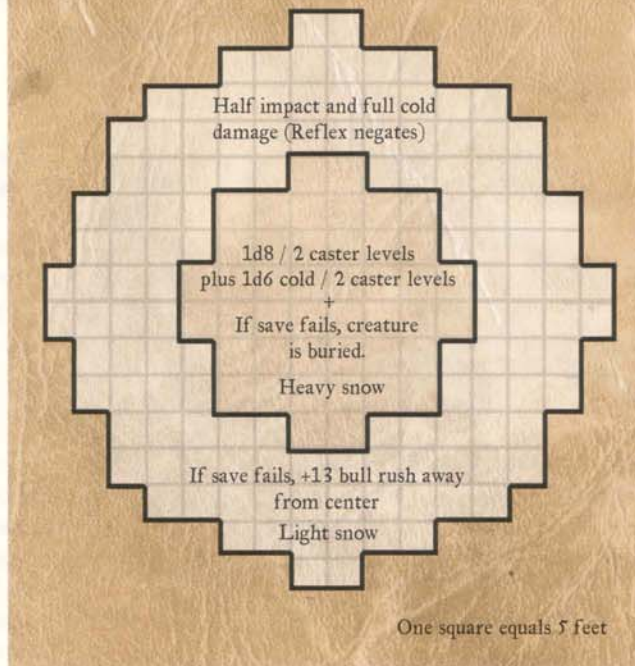 Half impact and full cold
damage (Reflex negates)
1d8 / 2 caster levels
plus 1d6 cold / 2 caster levels
+
If save fails, creature
is buried.
Heavy snow
If save fails, +13 bull rush away
from center
Light snow
One square equals 5 feet